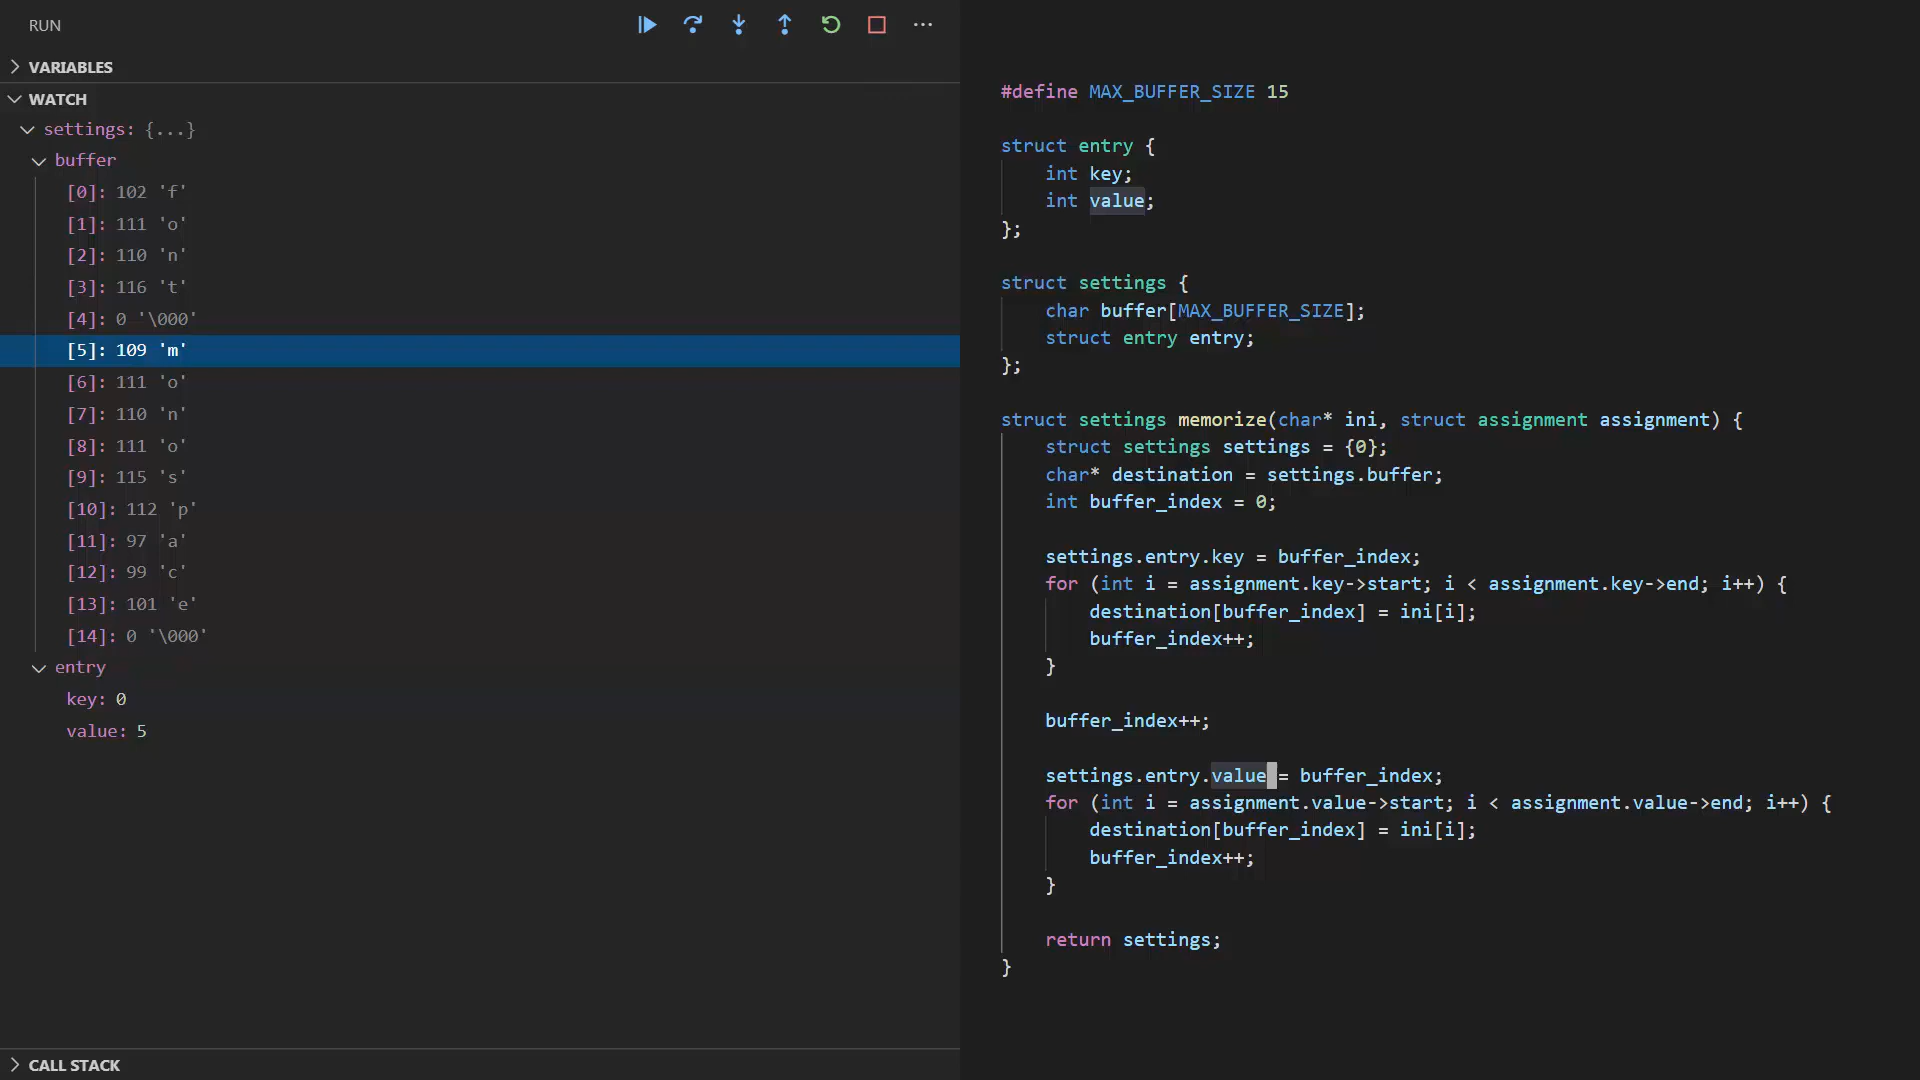 RUN
VARIABLES
WATCH
settings: {...}
buffer
[0]: 102 'f'
[1]: 111 'o'
[2]: 110 'n'
[3]: 116 't'
[4]: 0 '\000'
[5]: 109 'm'
[6]: 111 'o'
[7]: 110 'n'
[8]: 111 'o'
[9]: 115 's'
[10]: 112 'p'
[11]: 97 'a'
[12]: 99 'c'
[13]: 101 'e'
[14]: 0 '\000'
entry
key: 0
value: 5
CALL STACK
#define MAX_BUFFER_SIZE 15
struct entry {
int key;
int value;
};
struct settings {
char buffer[MAX_BUFFER_SIZE];
struct entry entry;
};
struct settings memorize(char* ini, struct assignment assignment) {
struct settings settings = {0};
char* destination = settings.buffer;
int buffer_index = 0;
settings.entry.key = buffer_index;
for (int i = assignment.key->start; i < assignment.key->end; i++) {
destination[buffer_index] = ini[i];
buffer_index++;
}
buffer_index++;
settings.entry.value = buffer_index;
for (int i = assignment.value->start; i < assignment.value->end; i++) {
destination[buffer_index] = ini[i];
buffer_index++;
}
return settings;
}